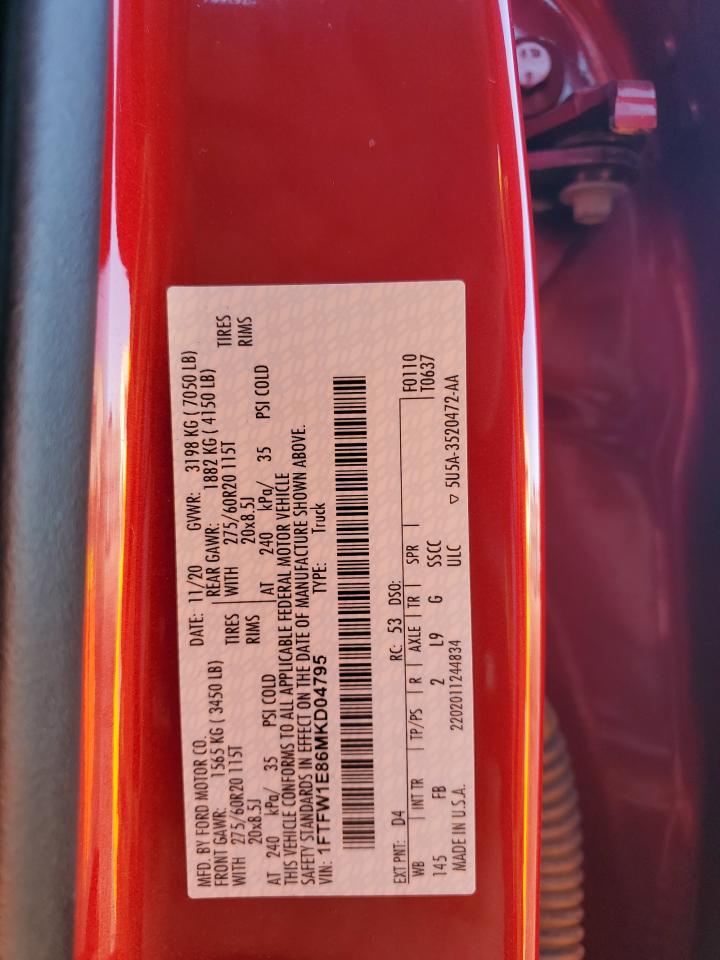 MFD. BY FORD MOTOR CO.
DATE: 11/20 GVWR: 3198 KG ( 7050 LB)
FRONT GAWR: 1565 KG ( 3450 LB) REAR GAWR: 1882 KG ( 4150 LB)
WITH 275/60R20 115T TIRES WITH 275/60R20 115T TIRES
20x8.5J RIMS 20x8.5J RIMS
AT 240 kPa/ 35 PSI COLD AT 240 kPa/ 35 PSI COLD
THIS VEHICLE CONFORMS TO ALL APPLICABLE FEDERAL MOTOR VEHICLE
SAFETY STANDARDS IN EFFECT ON THE DATE OF MANUFACTURE SHOWN ABOVE.
VIN: 1FTFW1E86MKD04795 TYPE: Truck
EXT PNT: D4 RC: 53 DSO: F0110
WB INT TR TP/PS R AXLE TR SPR T0637
145 FB 2 L9 G SSCC
MADE IN U.S.A. 2202011244834 ULC ▽ 5U5A-3520472-AA